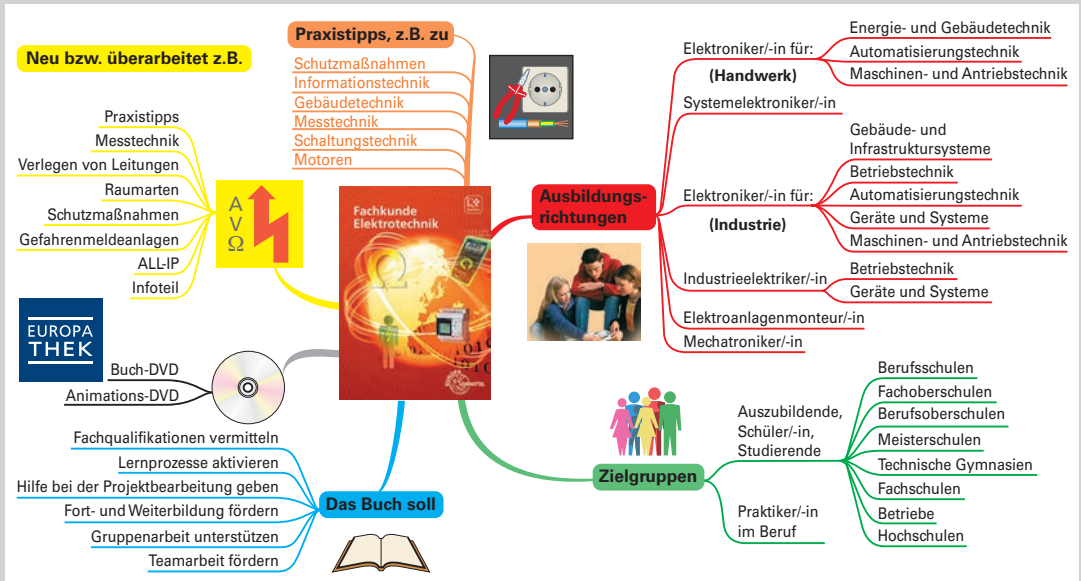 Neu bzw. überarbeitet z.B.
Praxistipps
Messtechnik
Verlegen von Leitungen
Raumarten
Schutzmaßnahmen
Gefahrenmeldeanlagen
ALL-IP
Infoteil
A
V
Ω
Praxistipps, z.B. zu
Schutzmaßnahmen
Informationstechnik
Gebäudetechnik
Messtechnik
Schaltungstechnik
Motoren
Fachkunde
Elektrotechnik
Ω
EUROPA
THEK
Buch-DVD
Animations-DVD
Das Buch soll
Fachqualifikationen vermitteln
Lernprozesse aktivieren
Hilfe bei der Projektbearbeitung geben
Fort- und Weiterbildung fördern
Gruppenarbeit unterstützen
Teamarbeit fördern
Ausbildungs-
richtungen
Elektroniker/-in für:
(Handwerk)
Energie- und Gebäudetechnik
Automatisierungstechnik
Maschinen- und Antriebstechnik
Systemelektroniker/-in
Elektroniker/-in für:
(Industrie)
Gebäude- und
Infrastruktursysteme
Betriebstechnik
Automatisierungstechnik
Geräte und Systeme
Maschinen- und Antriebstechnik
Industrieelektriker/-in
Betriebstechnik
Geräte und Systeme
Elektroanlagenmonteur/-in
Mechatroniker/-in
Zielgruppen
Auszubildende,
Schüler/-in,
Studierende
Berufsschulen
Fachoberschulen
Berufsoberschulen
Meisterschulen
Technische Gymnasien
Fachschulen
Betriebe
Hochschulen
Praktiker/-in
im Beruf